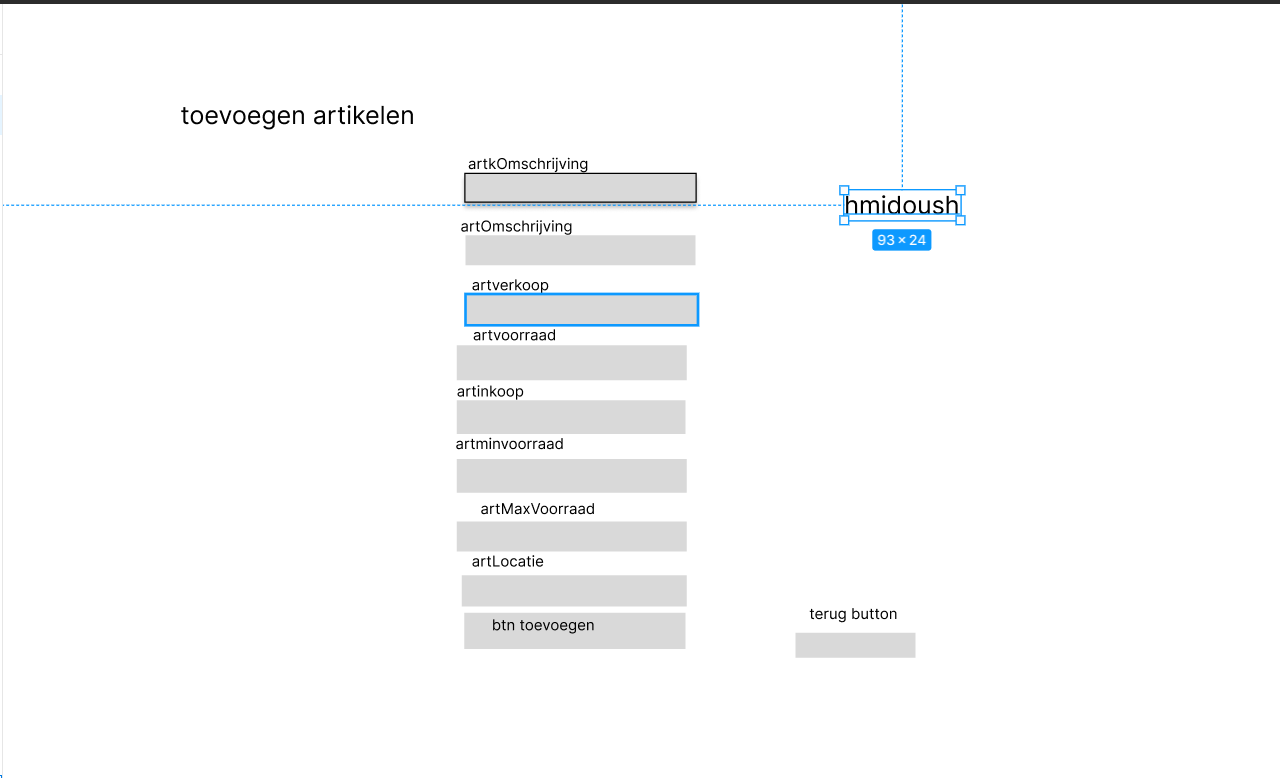 toevoegen artikelen
artkOmschrijving
hmidoush
artOmschrijving
93 × 24
artverkoop
artvoorraad
artinkoop
artminvoorraad
artMaxVoorraad
artLocatie
terug button
btn toevoegen